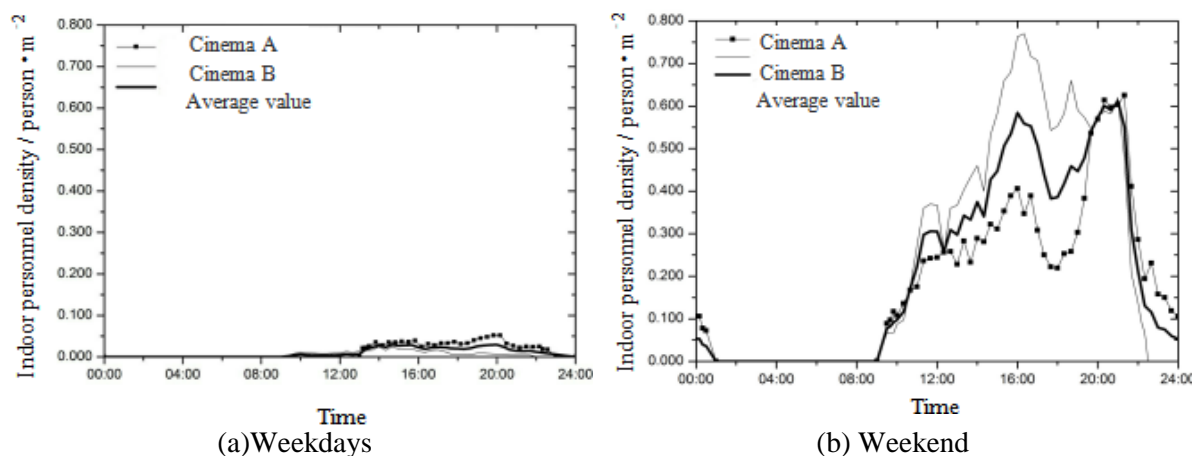 Indoor personnel density / person • m⁻²
0.800
0.700
0.600
0.500
0.400
0.300
0.200
0.100
0.000
Cinema A
Cinema B
Average value
00:00 04:00 08:00 12:00 16:00 20:00 24:00
Time
(a)Weekdays
Indoor personnel density / person • m⁻²
0.800
0.700
0.600
0.500
0.400
0.300
0.200
0.100
0.000
Cinema A
Cinema B
Average value
00:00 04:00 08:00 12:00 16:00 20:00 24:00
Time
(b) Weekend